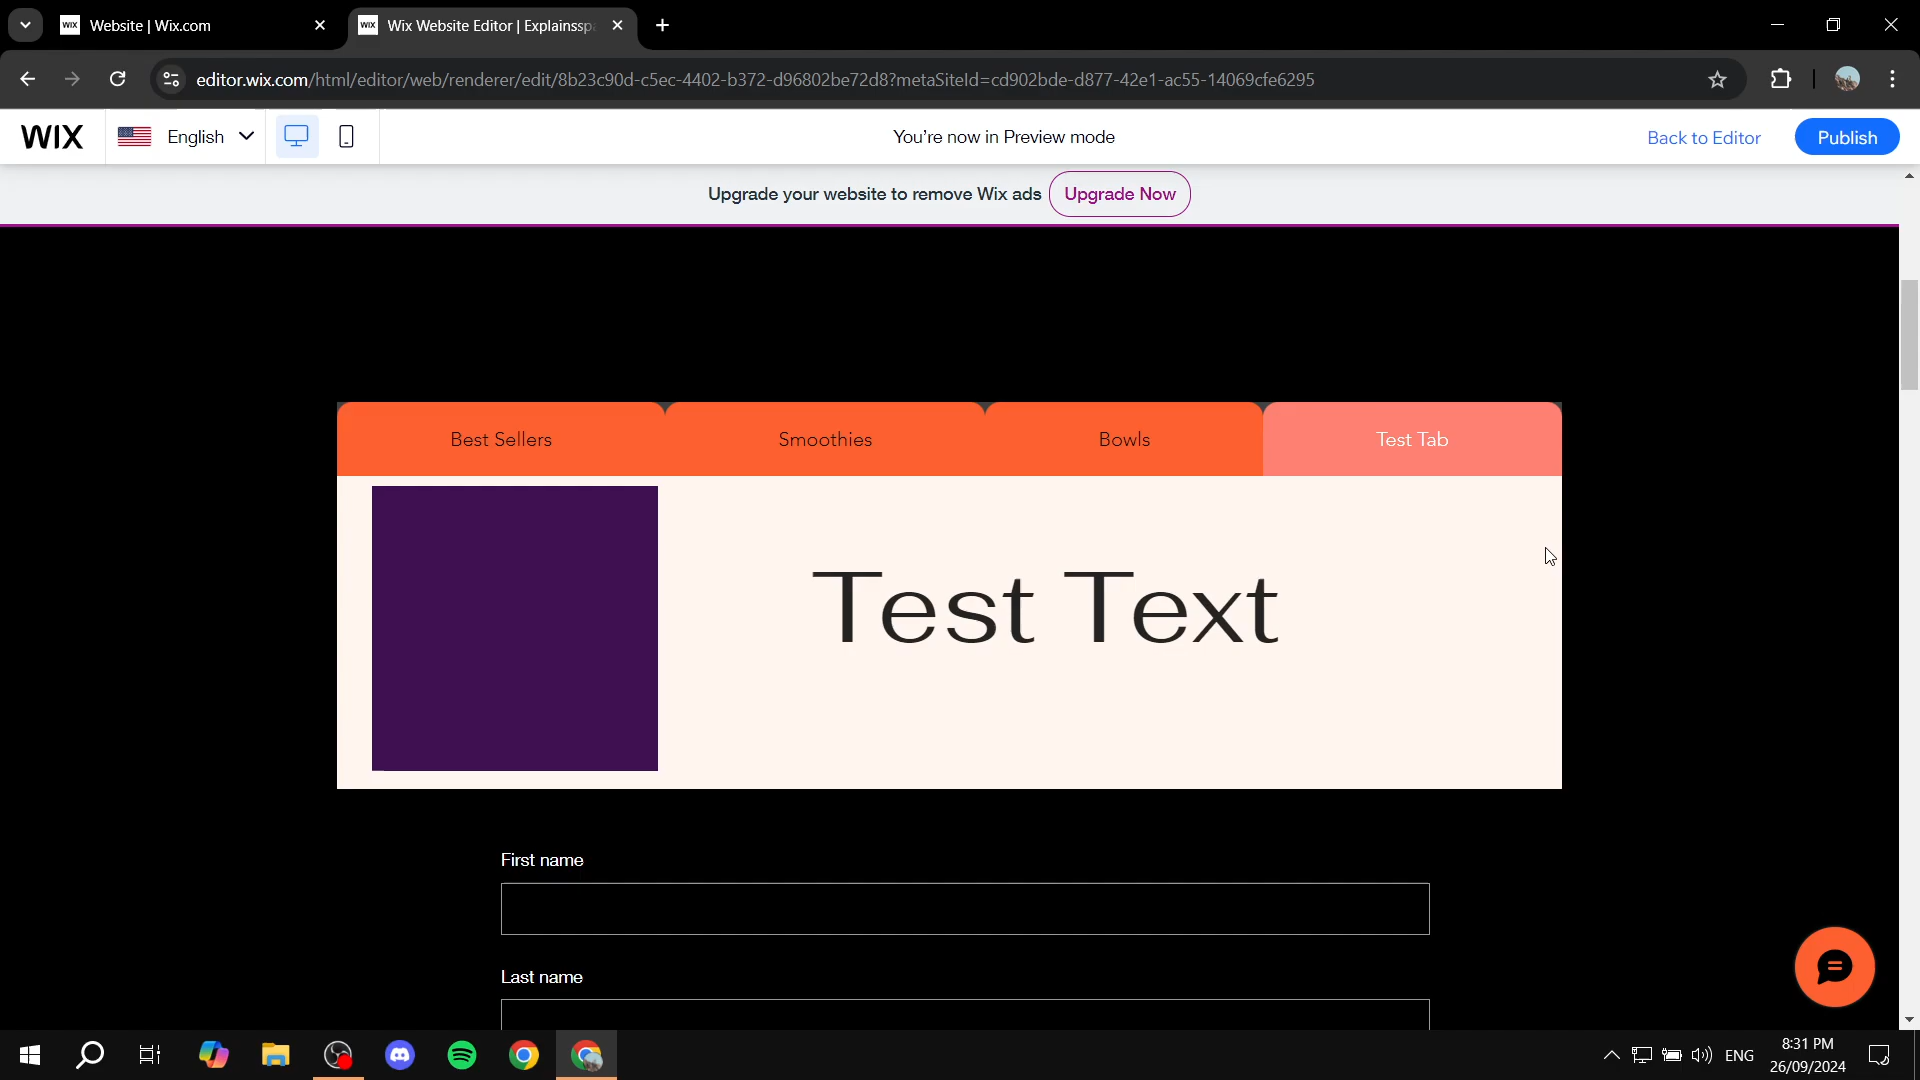 Website | Wix.com
Wix Website Editor | Explainssp
editor.wix.com/html/editor/web/renderer/edit/8b23c90d-c5ec-4402-b372-d96802be72d8?metaSiteId=cd902bde-d877-42e1-ac55-14069cfe6295
WIX English You're now in Preview mode Back to Editor Publish
Upgrade your website to remove Wix ads Upgrade Now
Best Sellers Smoothies Bowls Test Tab
Test Text
First name
Last name
ENG 8:31 PM
26/09/2024